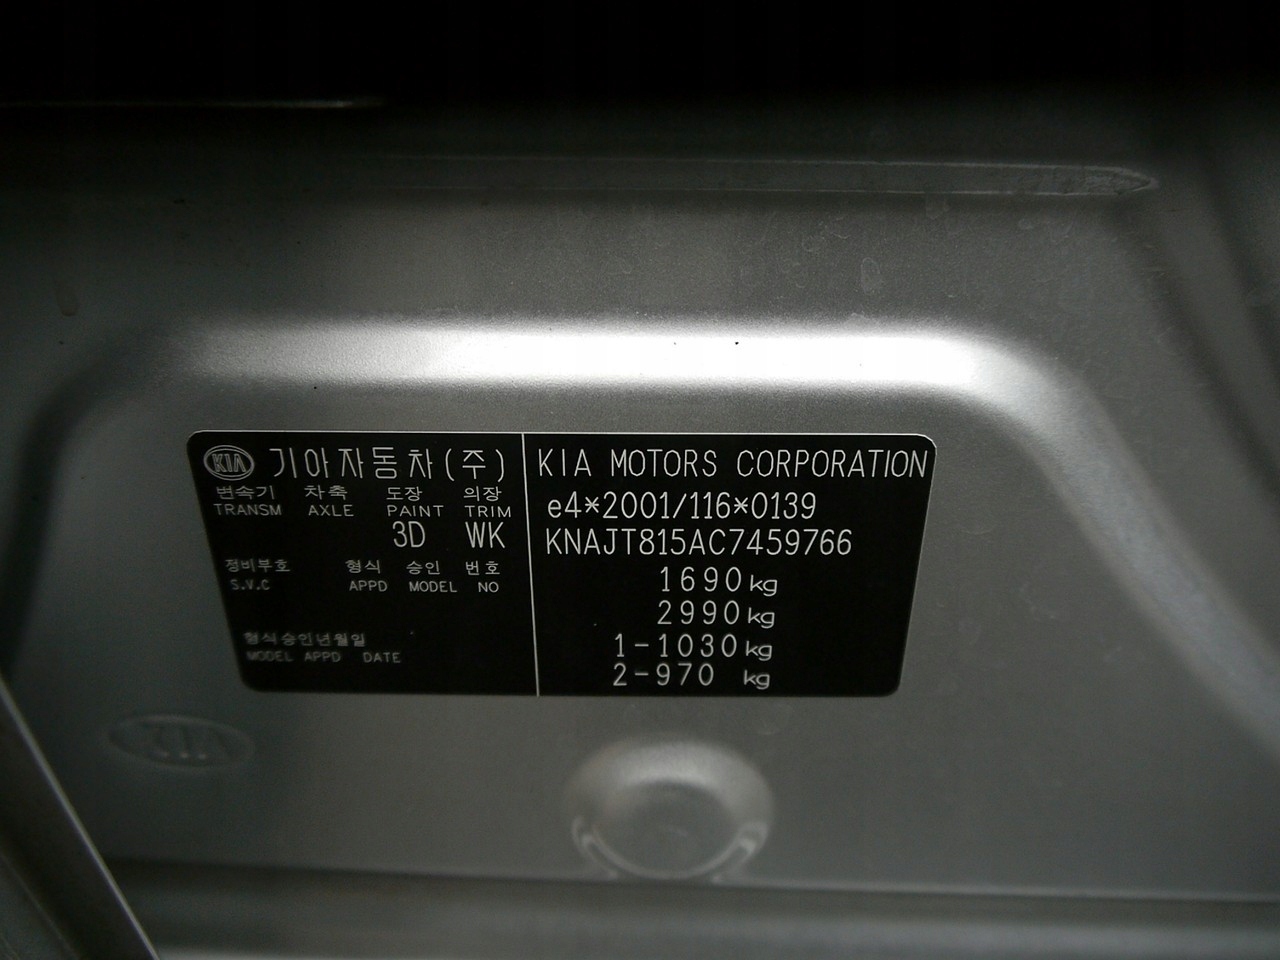 KIA 기아자동차(주)
변속기 차축 도장 의장
TRANSM AXLE PAINT TRIM
3D WK
정비부호 형식 승인 번호
S.V.C APPD MODEL NO
형식승인년월일
MODEL APPD DATE
KIA MOTORS CORPORATION
e4*2001/116*0139
KNAJT815AC7459766
1690 kg
2990 kg
1-1030 kg
2-970 kg
KIA